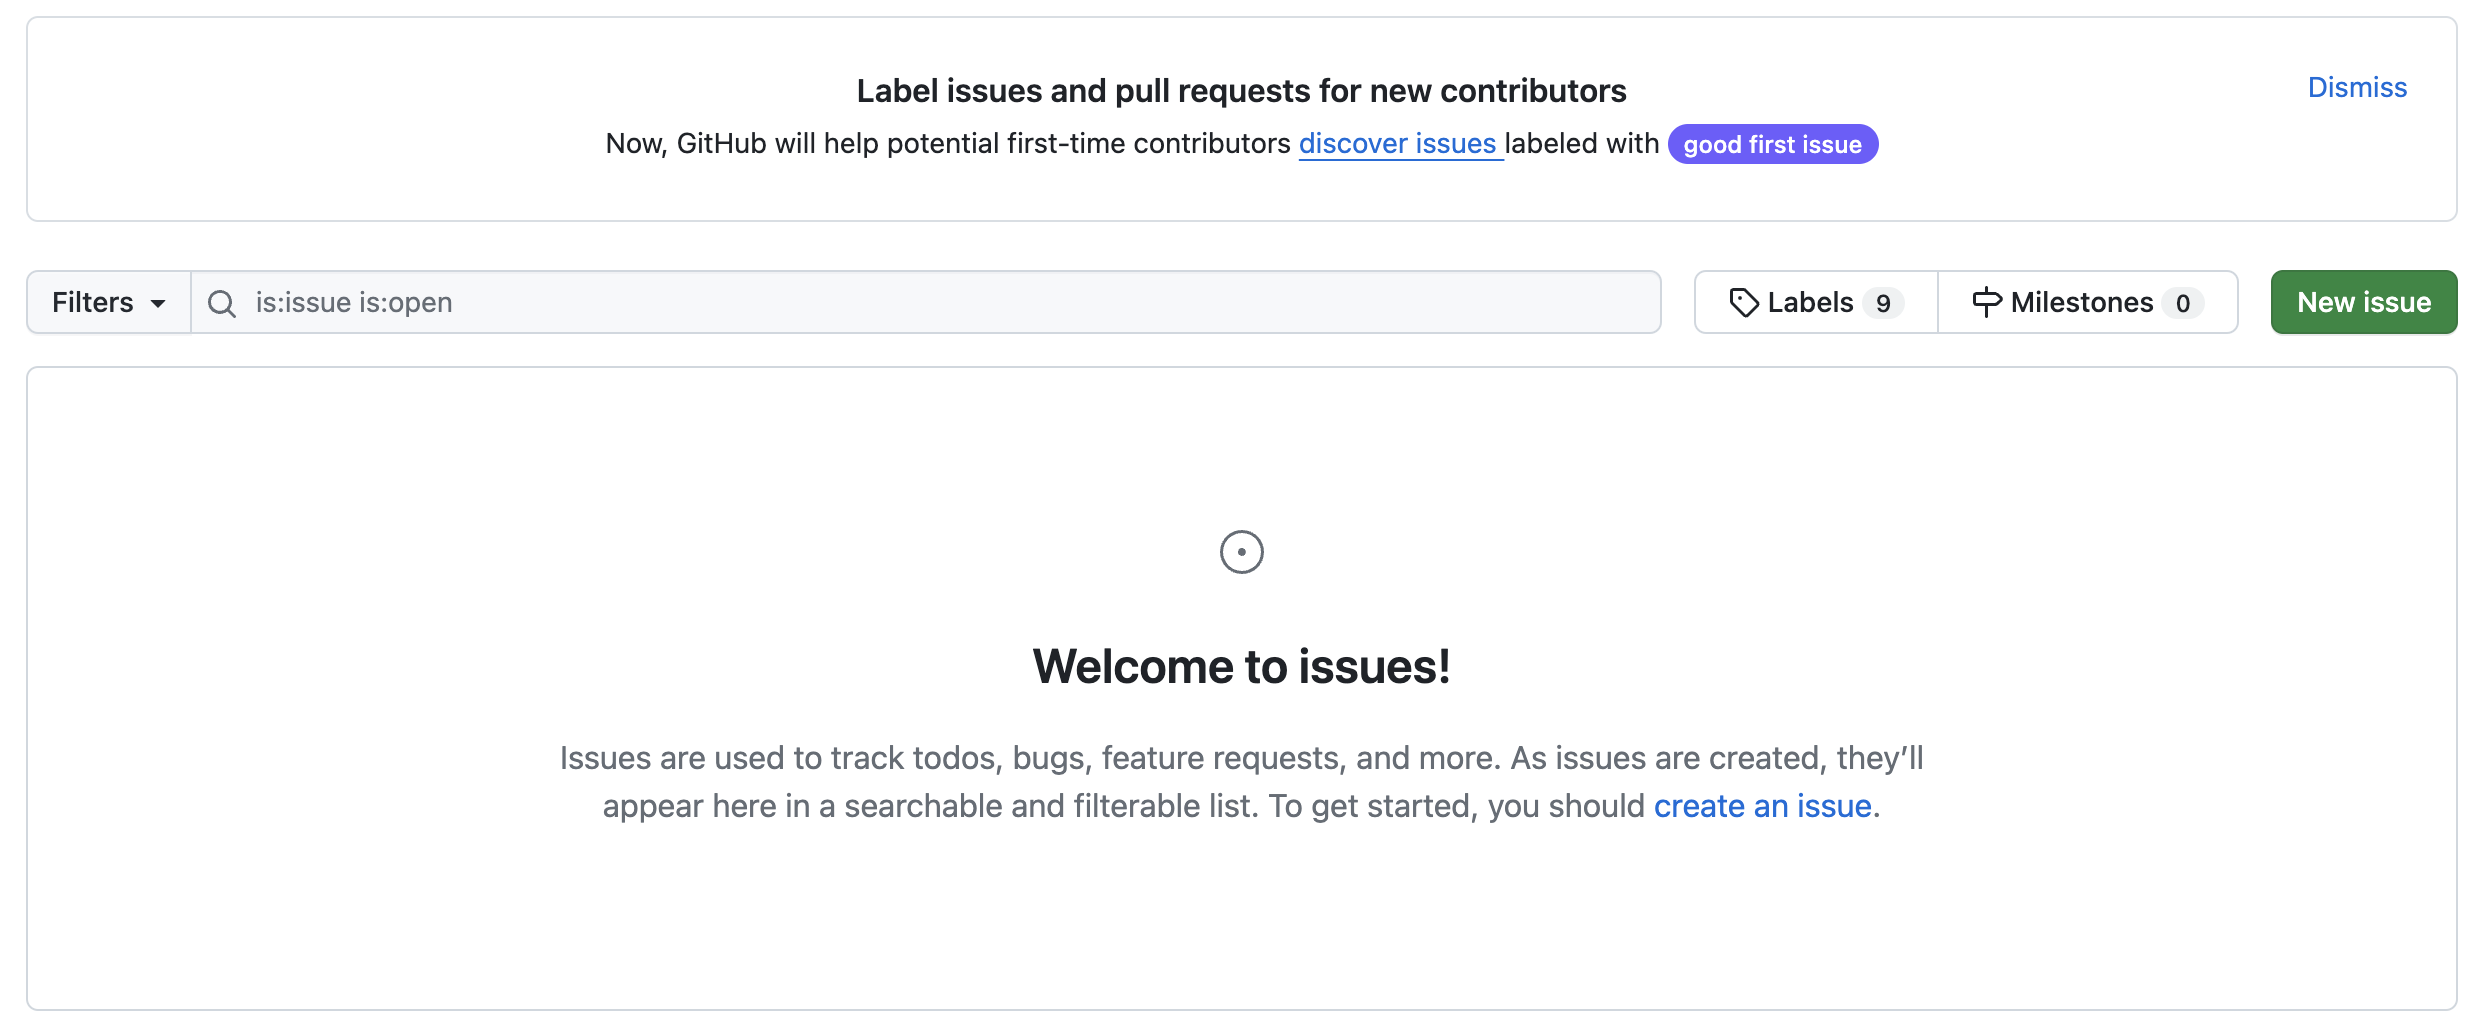 Label issues and pull requests for new contributors
Dismiss
Now, GitHub will help potential first-time contributors discover issues labeled with good first issue
Filters
is:issue is:open
Labels 9
Milestones 0
New issue
Welcome to issues!
Issues are used to track todos, bugs, feature requests, and more. As issues are created, they’ll
appear here in a searchable and filterable list. To get started, you should create an issue.